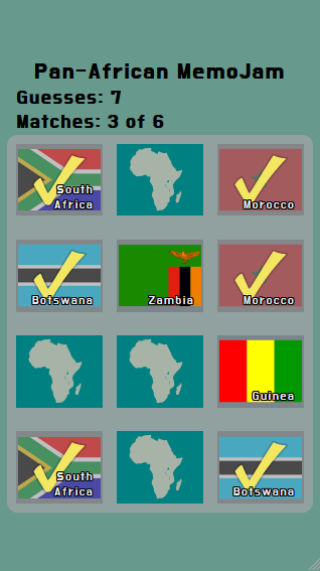 Pan-African MemoJam
Guesses: 7
Matches: 3 of 6
South
Africa
Morocco
Botswana
Zambia
Morocco
Guinea
South
Africa
Botswana